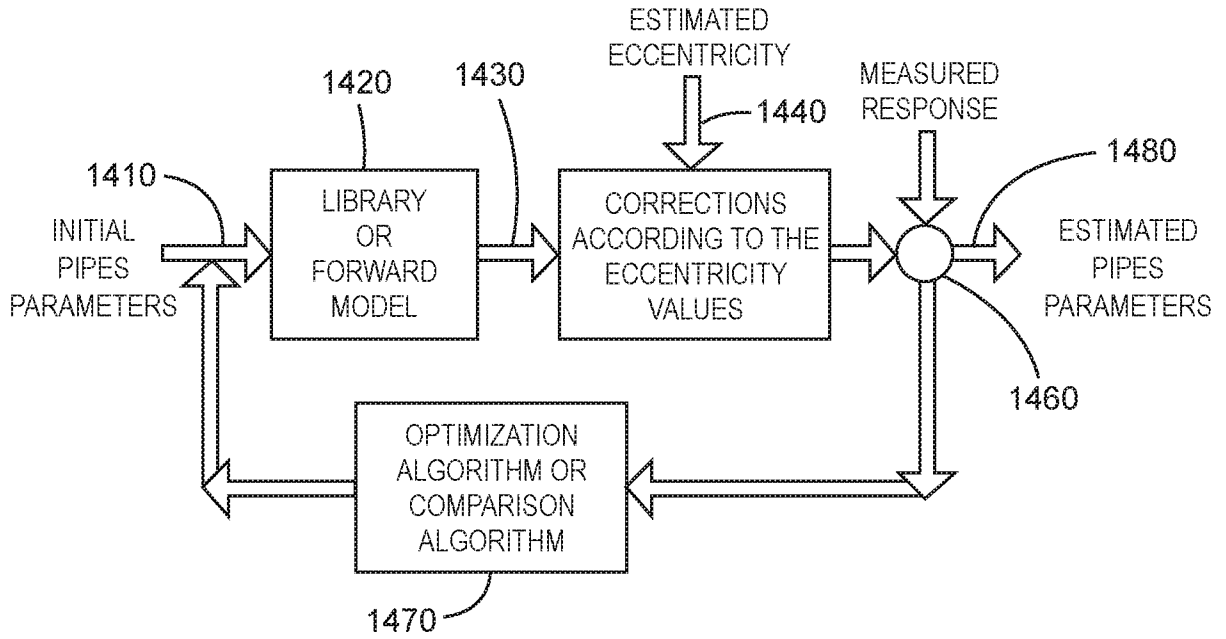 ESTIMATED
ECCENTRICITY
1440
MEASURED
RESPONSE
1420
1430
1410
1480
INITIAL
PIPES
PARAMETERS
LIBRARY
OR
FORWARD
MODEL
CORRECTIONS
ACCORDING TO THE
ECCENTRICITY
VALUES
ESTIMATED
PIPES
PARAMETERS
1460
OPTIMIZATION
ALGORITHM OR
COMPARISON
ALGORITHM
1470